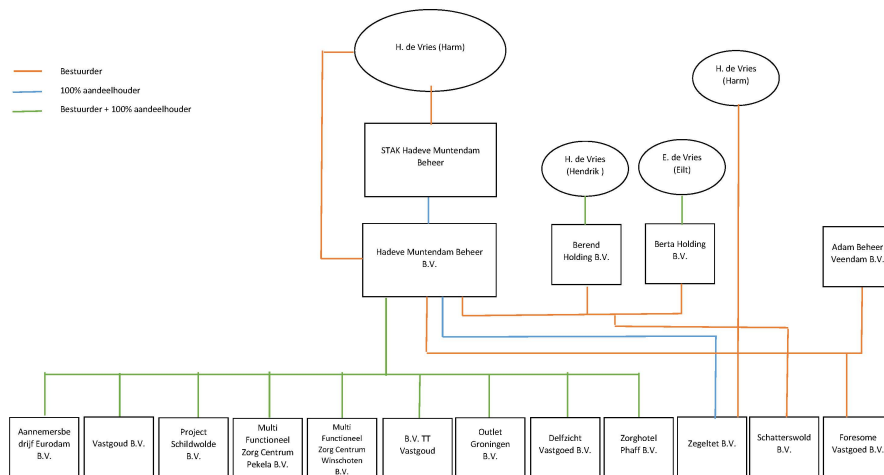 H. de Vries (Harm)
Bestuurder
100% aandeelhouder
Bestuurder + 100% aandeelhouder
H. de Vries
(Harm)
STAK Hadeve Muntendam
Beheer
H. de Vries
(Hendrik )
E. de Vries
(Eilt)
Hadeve Muntendam Beheer
B.V.
Berend
Holding B.V.
Berta Holding
B.V.
Adam Beheer
Veendam B.V.
Aannemersbe
drijf Eurodam
B.V.
Vastgoud B.V.
Project
Schildwolde
B.V.
Multi
Functioneel
Zorg Centrum
Pekela B.V.
Multi
Functioneel
Zorg Centrum
Winschoten
B.V.
B.V. TT
Vastgoud
Outlet
Groningen
B.V.
Delfzicht
Vastgoed B.V.
Zorghotel
Phaff B.V.
Zegeltet B.V.
Schatterswold
B.V.
Foresome
Vastgoed B.V.